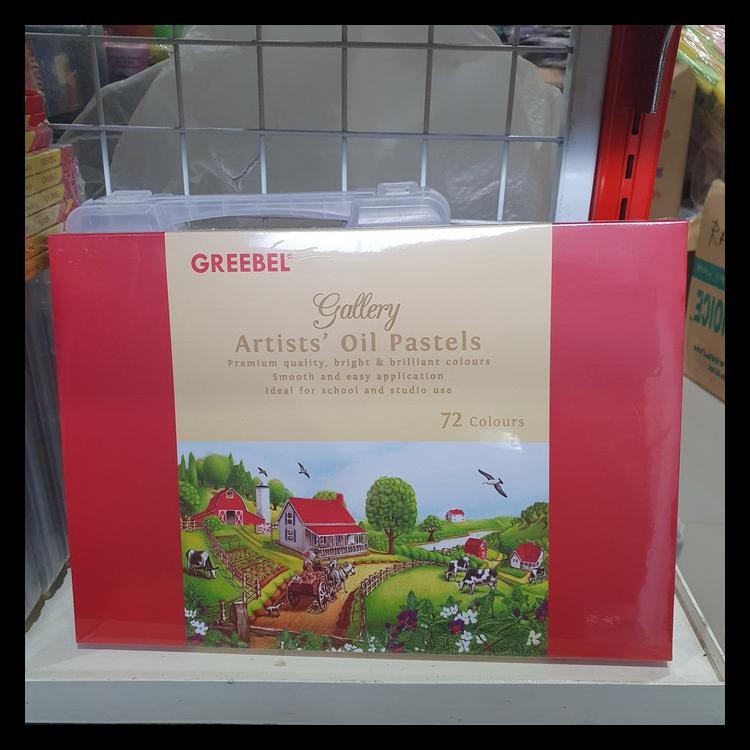 GREEBEL
Gallery
Artists' Oil Pastels
Premium quality, bright & brilliant colours
Smooth and easy application
Ideal for school and studio use
72 Colours